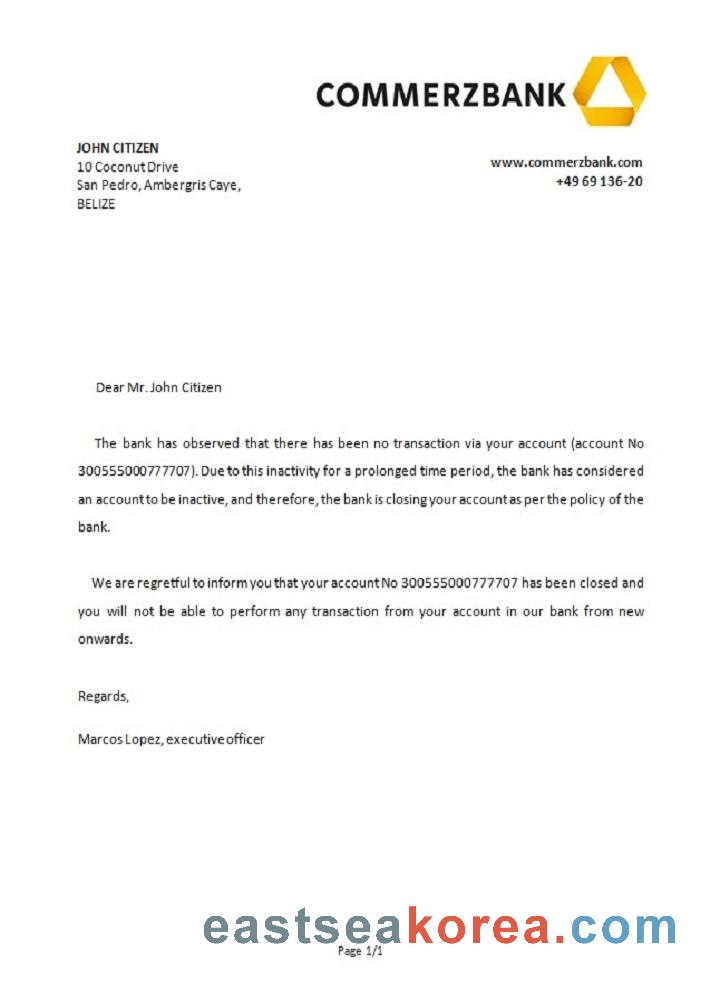 COMMERZBANK
JOHN CITIZEN
10 Coconut Drive
San Pedro, Ambergris Caye,
BELIZE
www.commerzbank.com
+49 69 136-20
Dear Mr. John Citizen
The bank has observed that there has been no transaction via your account (account No
300555000777707). Due to this inactivity for a prolonged time period, the bank has considered
an account to be inactive, and therefore, the bank is closing your account as per the policy of the
bank.
We are regretful to inform you that your account No 300555000777707 has been closed and
you will not be able to perform any transaction from your account in our bank from new
onwards.
Regards,
Marcos Lopez, executive officer
eastseakorea.com
Page 1/1